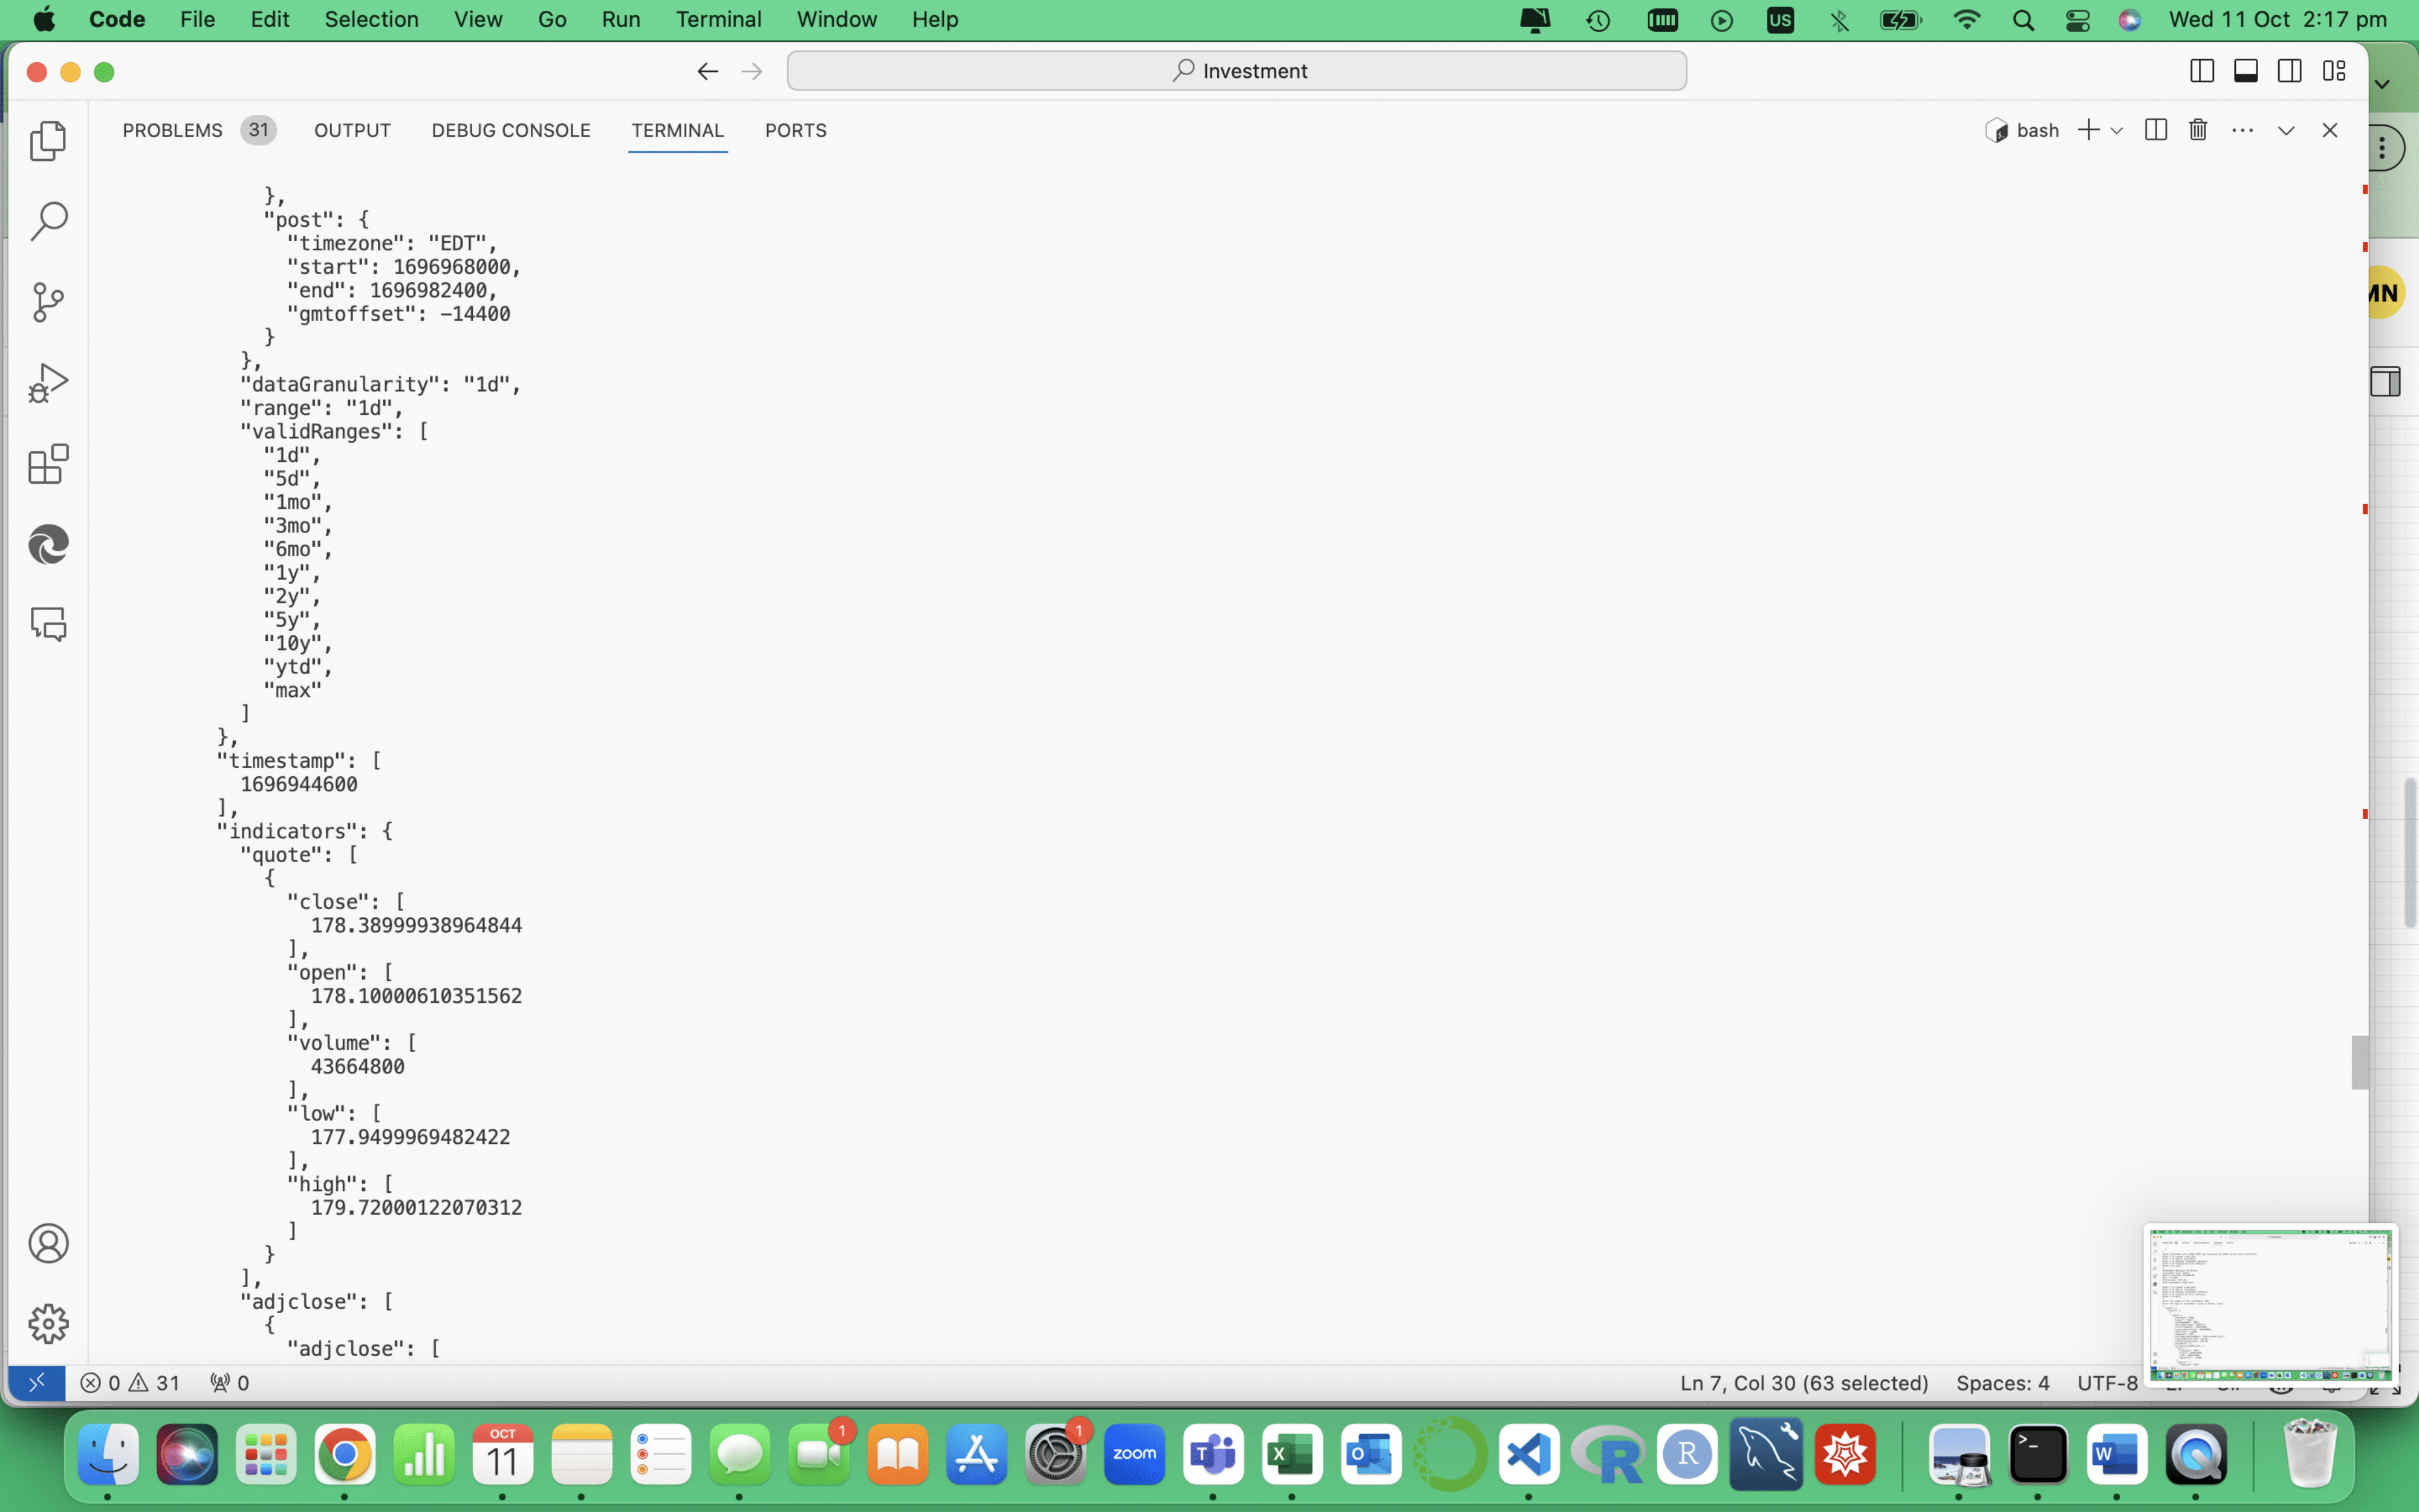 Code File Edit Selection View Go Run Terminal Window Help US Wed 11 Oct 2:17 pm
Investment
PROBLEMS 31 OUTPUT DEBUG CONSOLE TERMINAL PORTS bash
},
"post": {
"timezone": "EDT",
"start": 1696968000,
"end": 1696982400,
"gmtoffset": -14400
}
},
"dataGranularity": "1d",
"range": "1d",
"validRanges": [
"1d",
"5d",
"1mo",
"3mo",
"6mo",
"1y",
"2y",
"5y",
"10y",
"ytd",
"max"
]
},
"timestamp": [
1696944600
],
"indicators": {
"quote": [
{
"close": [
178.38999938964844
],
"open": [
178.10000610351562
],
"volume": [
43664800
],
"low": [
177.9499969482422
],
"high": [
179.72000122070312
]
}
],
"adjclose": [
{
"adjclose": [
MN
0 31 0 Ln 7, Col 30 (63 selected) Spaces: 4 UTF-8
OCT
11
1
1
zoom
T
X
O
R
R
>_
W